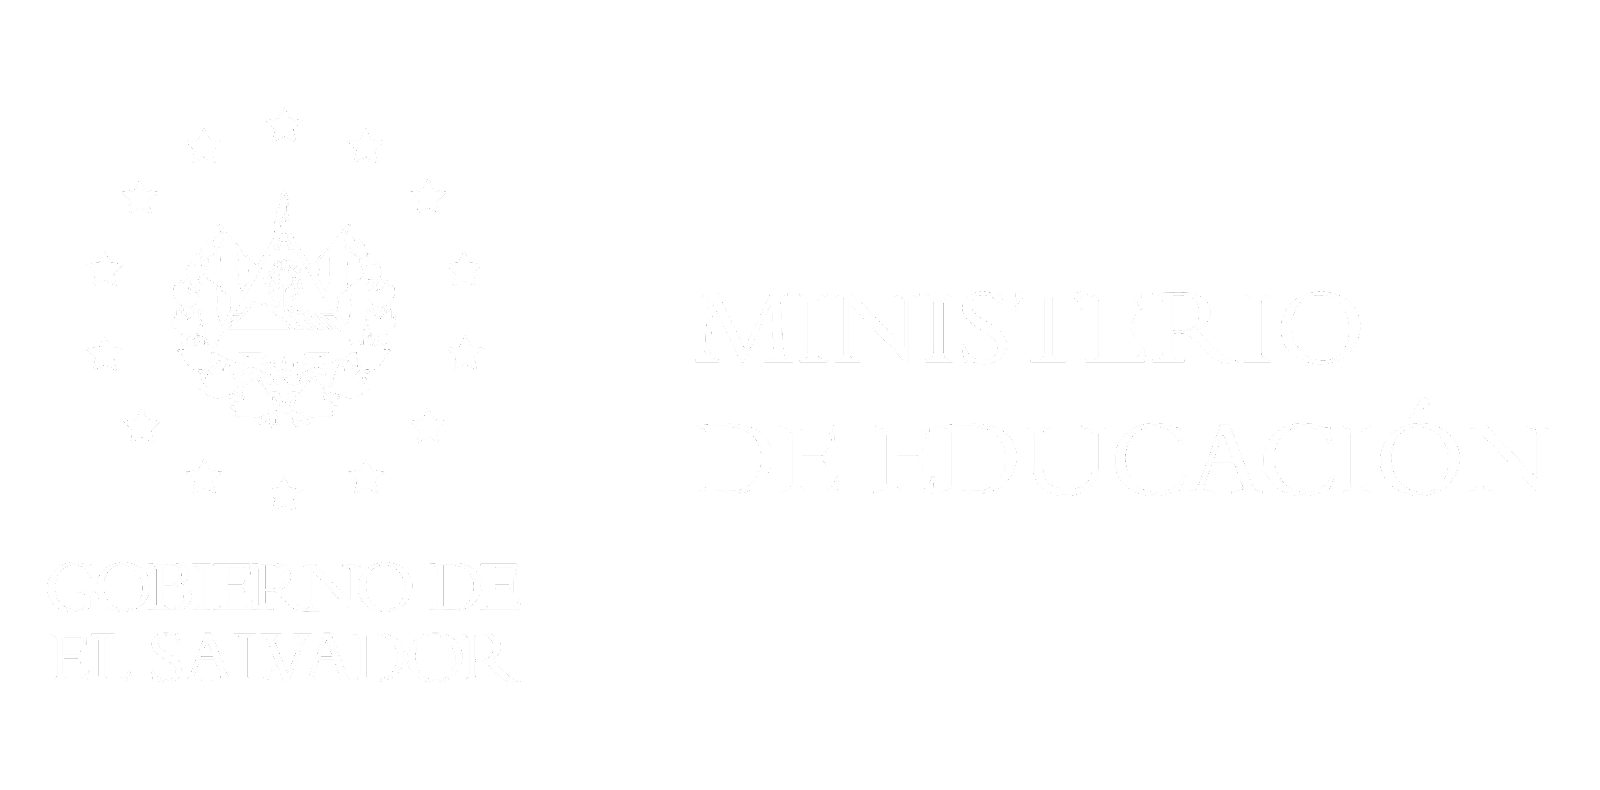 MINISTERIO
DE EDUCACIÓN
GOBIERNO DE
EL SALVADOR